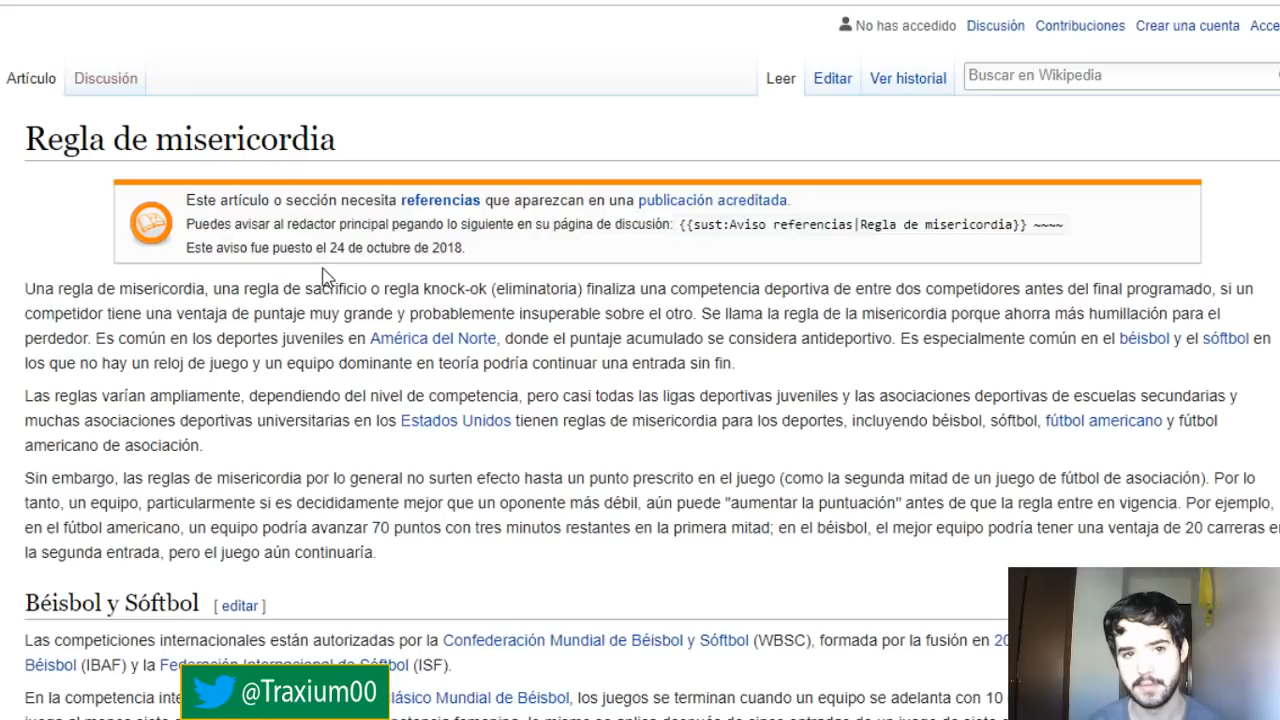 No has accedido Discusión Contribuciones Crear una cuenta Acce
Artículo Discusión Leer Editar Ver historial Buscar en Wikipedia
Regla de misericordia
Este artículo o sección necesita referencias que aparezcan en una publicación acreditada.
Puedes avisar al redactor principal pegando lo siguiente en su página de discusión: {{sust:Aviso referencias|Regla de misericordia}} ~~~~
Este aviso fue puesto el 24 de octubre de 2018.
Una regla de misericordia, una regla de sacrificio o regla knock-ok (eliminatoria) finaliza una competencia deportiva de entre dos competidores antes del final programado, si un
competidor tiene una ventaja de puntaje muy grande y probablemente insuperable sobre el otro. Se llama la regla de la misericordia porque ahorra más humillación para el
perdedor. Es común en los deportes juveniles en América del Norte, donde el puntaje acumulado se considera antideportivo. Es especialmente común en el béisbol y el sóftbol en
los que no hay un reloj de juego y un equipo dominante en teoría podría continuar una entrada sin fin.
Las reglas varían ampliamente, dependiendo del nivel de competencia, pero casi todas las ligas deportivas juveniles y las asociaciones deportivas de escuelas secundarias y
muchas asociaciones deportivas universitarias en los Estados Unidos tienen reglas de misericordia para los deportes, incluyendo béisbol, sóftbol, fútbol americano y fútbol
americano de asociación.
Sin embargo, las reglas de misericordia por lo general no surten efecto hasta un punto prescrito en el juego (como la segunda mitad de un juego de fútbol de asociación). Por lo
tanto, un equipo, particularmente si es decididamente mejor que un oponente más débil, aún puede "aumentar la puntuación" antes de que la regla entre en vigencia. Por ejemplo,
en el fútbol americano, un equipo podría avanzar 70 puntos con tres minutos restantes en la primera mitad; en el béisbol, el mejor equipo podría tener una ventaja de 20 carreras en
la segunda entrada, pero el juego aún continuaría.
Béisbol y Sóftbol [ editar ]
Las competiciones internacionales están autorizadas por la Confederación Mundial de Béisbol y Sóftbol (WBSC), formada por la fusión en 20
Béisbol (IBAF) y la Federación Internacional de Sóftbol (ISF).
En la competencia inte lásico Mundial de Béisbol, los juegos se terminan cuando un equipo se adelanta con 10
@Traxium00